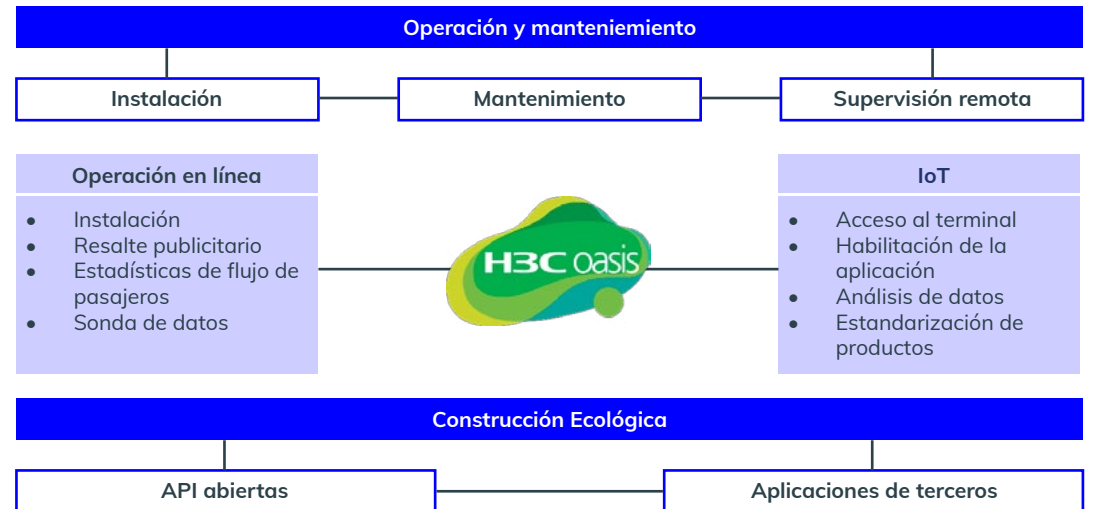 Operación y manteniemiento
Instalación
Mantenimiento
Supervisión remota
Operación en línea
• Instalación
• Resalte publicitario
• Estadísticas de flujo de
pasajeros
• Sonda de datos
H3C oasis
IoT
• Acceso al terminal
• Habilitación de la
aplicación
• Análisis de datos
• Estandarización de
productos
Construcción Ecológica
API abiertas
Aplicaciones de terceros